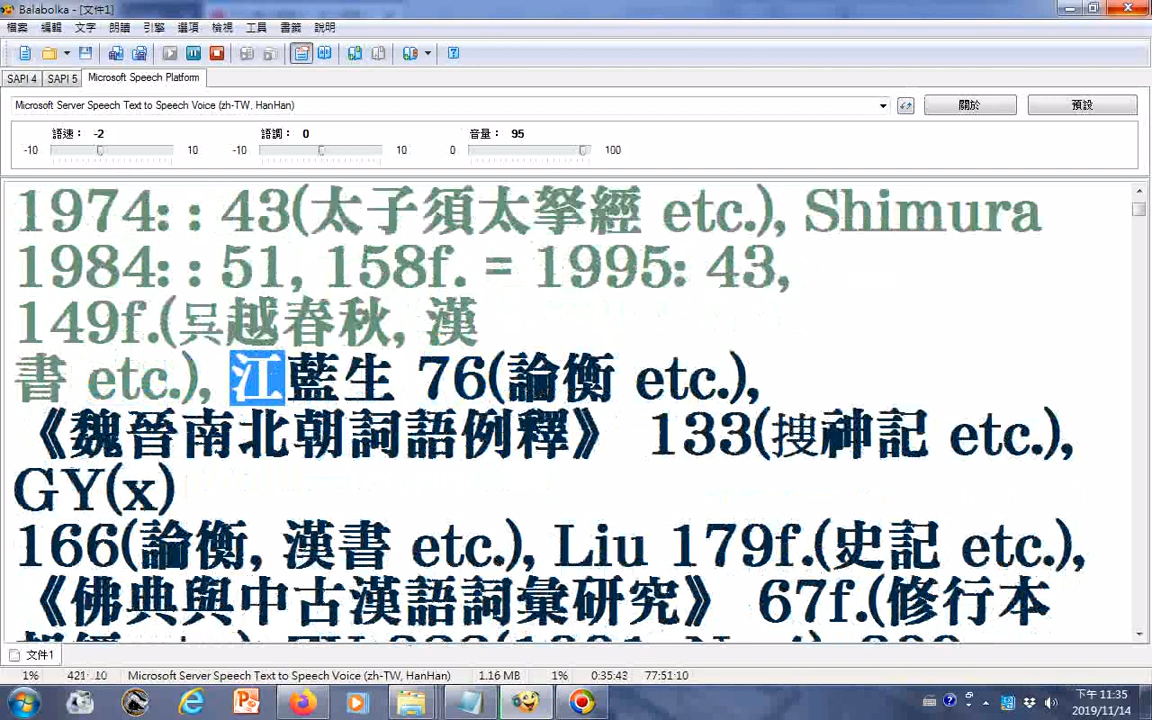 Balabolka - [文件1]
檔案 編輯 文字 朗讀 引擎 選項 檢視 工具 書籤 說明
SAPI 4 SAPI 5 Microsoft Speech Platform
Microsoft Server Speech Text to Speech Voice (zh-TW, HanHan) 關於 預設
語速： -2 語調： 0 音量： 95
-10 10 -10 10 0 100
1974: : 43(太子須太拏經 etc.), Shimura
1984: : 51, 158f. = 1995: 43,
149f.(吳越春秋, 漢
書 etc.), 江藍生 76(論衡 etc.),
《魏晉南北朝詞語例釋》 133(搜神記 etc.),
GY(x)
166(論衡, 漢書 etc.), Liu 179f.(史記 etc.),
《佛典與中古漢語詞彙研究》 67f.(修行本
文件1
1% 421: 10 Microsoft Server Speech Text to Speech Voice (zh-TW, HanHan) 1.16 MB 1% 0:35:43 77:51:10
下午 11:35
2019/11/14